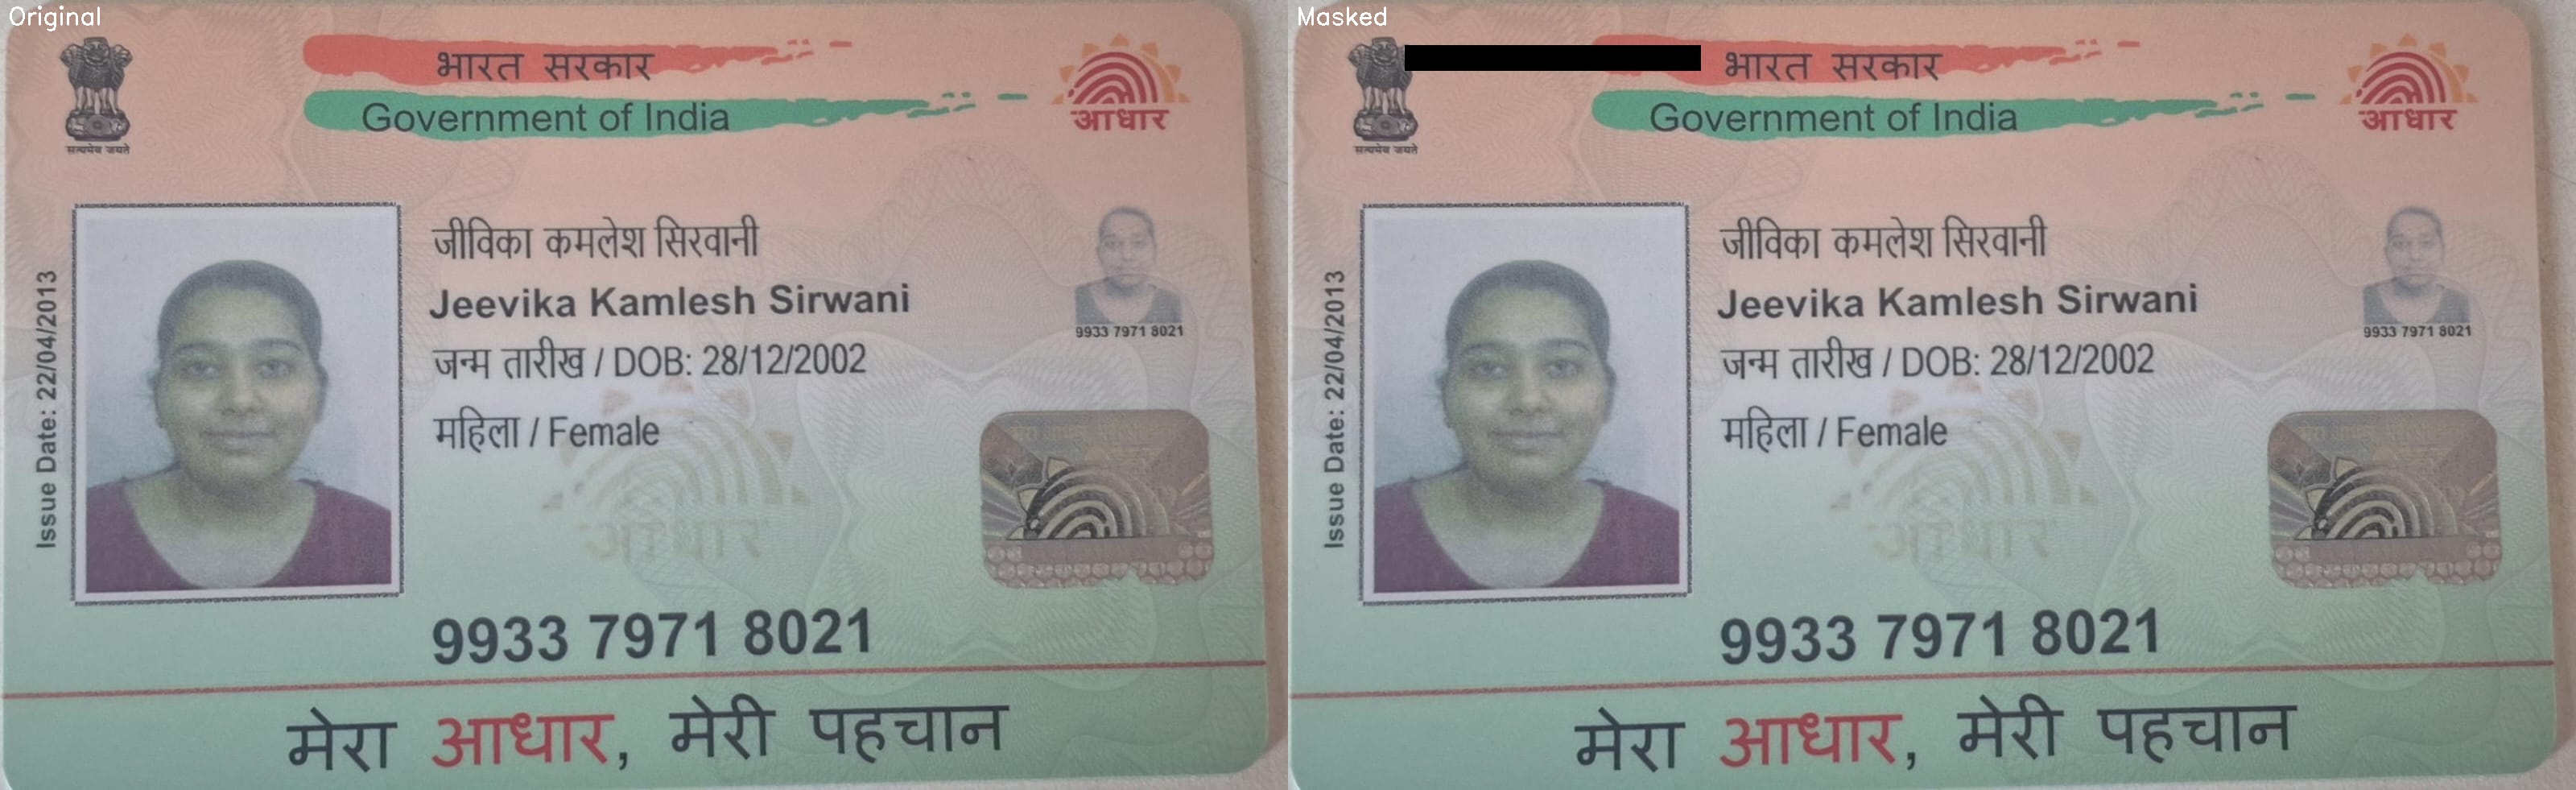 Original
भारत सरकार
Government of India
सत्यमेव जयते
आधार
Issue Date: 22/04/2013
जीविका कमलेश सिरवानी
Jeevika Kamlesh Sirwani
जन्म तारीख / DOB: 28/12/2002
महिला / Female
9933 7971 8021
आधार
9933 7971 8021
मेरा आधार, मेरी पहचान
Masked
भारत सरकार
Government of India
सत्यमेव जयते
आधार
Issue Date: 22/04/2013
जीविका कमलेश सिरवानी
Jeevika Kamlesh Sirwani
जन्म तारीख / DOB: 28/12/2002
महिला / Female
9933 7971 8021
आधार
9933 7971 8021
मेरा आधार, मेरी पहचान